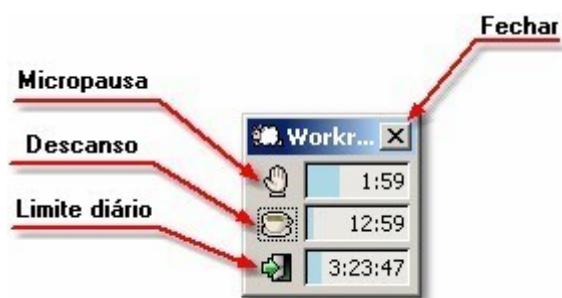 Fechar
Micropausa
Workr...
Descanso
1:59
12:59
Limite diário
3:23:47